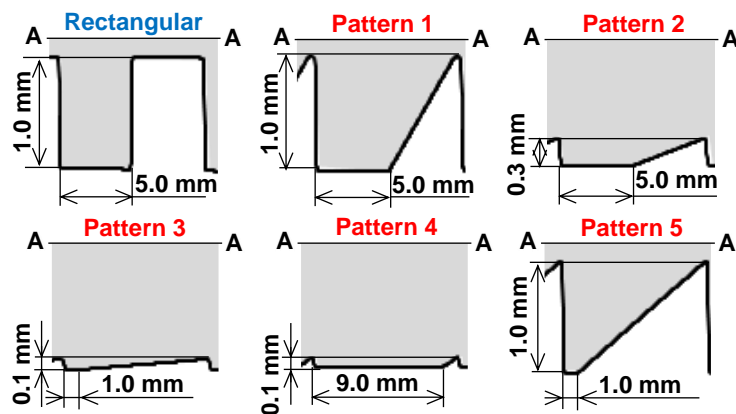 Rectangular
A A
1.0 mm
5.0 mm
Pattern 1
A A
1.0 mm
5.0 mm
Pattern 2
A A
0.3 mm
5.0 mm
Pattern 3
A A
0.1 mm
1.0 mm
Pattern 4
A A
0.1 mm
9.0 mm
Pattern 5
A A
1.0 mm
1.0 mm